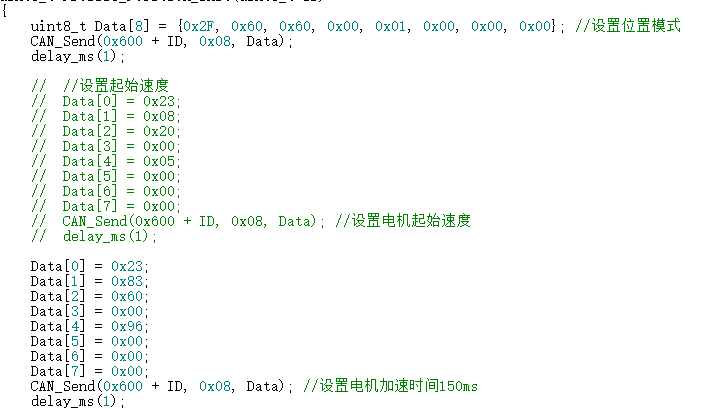 {
uint8_t Data[8] = {0x2F, 0x60, 0x60, 0x00, 0x01, 0x00, 0x00, 0x00}; //设置位置模式
CAN_Send(0x600 + ID, 0x08, Data);
delay_ms(1);
// //设置起始速度
// Data[0] = 0x23;
// Data[1] = 0x08;
// Data[2] = 0x20;
// Data[3] = 0x00;
// Data[4] = 0x05;
// Data[5] = 0x00;
// Data[6] = 0x00;
// Data[7] = 0x00;
// CAN_Send(0x600 + ID, 0x08, Data); //设置电机起始速度
// delay_ms(1);
Data[0] = 0x23;
Data[1] = 0x83;
Data[2] = 0x60;
Data[3] = 0x00;
Data[4] = 0x96;
Data[5] = 0x00;
Data[6] = 0x00;
Data[7] = 0x00;
CAN_Send(0x600 + ID, 0x08, Data); //设置电机加速时间150ms
delay_ms(1);